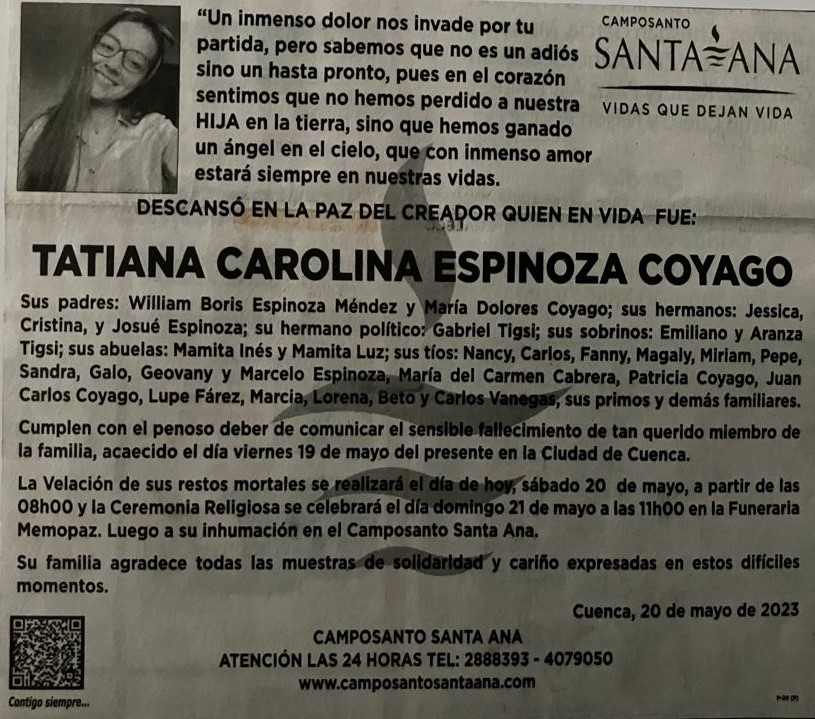 “Un inmenso dolor nos invade por tu
partida, pero sabemos que no es un adiós
sino un hasta pronto, pues en el corazón
sentimos que no hemos perdido a nuestra
HIJA en la tierra, sino que hemos ganado
un ángel en el cielo, que con inmenso amor
estará siempre en nuestras vidas.
CAMPOSANTO
SANTA ANA
VIDAS QUE DEJAN VIDA
DESCANSÓ EN LA PAZ DEL CREADOR QUIEN EN VIDA FUE:
TATIANA CAROLINA ESPINOZA COYAGO
Sus padres: William Boris Espinoza Méndez y María Dolores Coyago; sus hermanos: Jessica,
Cristina, y Josué Espinoza; su hermano político: Gabriel Tigsi; sus sobrinos: Emiliano y Aranza
Tigsi; sus abuelas: Mamita Inés y Mamita Luz; sus tíos: Nancy, Carlos, Fanny, Magaly, Miriam, Pepe,
Sandra, Galo, Geovany y Marcelo Espinoza, María del Carmen Cabrera, Patricia Coyago, Juan
Carlos Coyago, Lupe Fárez, Marcia, Lorena, Beto y Carlos Vanegas, sus primos y demás familiares.
Cumplen con el penoso deber de comunicar el sensible fallecimiento de tan querido miembro de
la familia, acaecido el día viernes 19 de mayo del presente en la Ciudad de Cuenca.
La Velación de sus restos mortales se realizará el día de hoy, sábado 20 de mayo, a partir de las
08h00 y la Ceremonia Religiosa se celebrará el día domingo 21 de mayo a las 11h00 en la Funeraria
Memopaz. Luego a su inhumación en el Camposanto Santa Ana.
Su familia agradece todas las muestras de solidaridad y cariño expresadas en estos difíciles
momentos.
Cuenca, 20 de mayo de 2023
CAMPOSANTO SANTA ANA
ATENCIÓN LAS 24 HORAS TEL: 2888393 - 4079050
www.camposantosantaana.com
Contigo siempre...